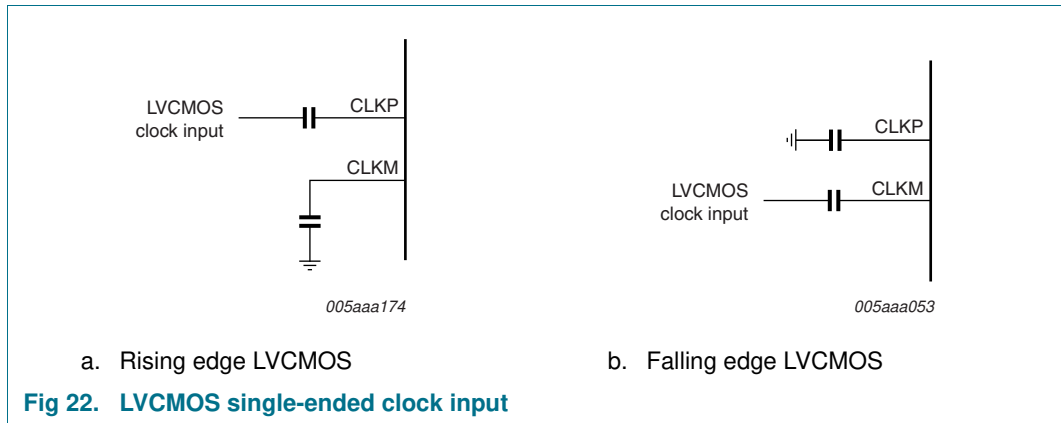 LVCMOS
clock input
CLKP
CLKM
005aaa174
a. Rising edge LVCMOS
CLKP
LVCMOS
clock input
CLKM
005aaa053
b. Falling edge LVCMOS
Fig 22. LVCMOS single-ended clock input